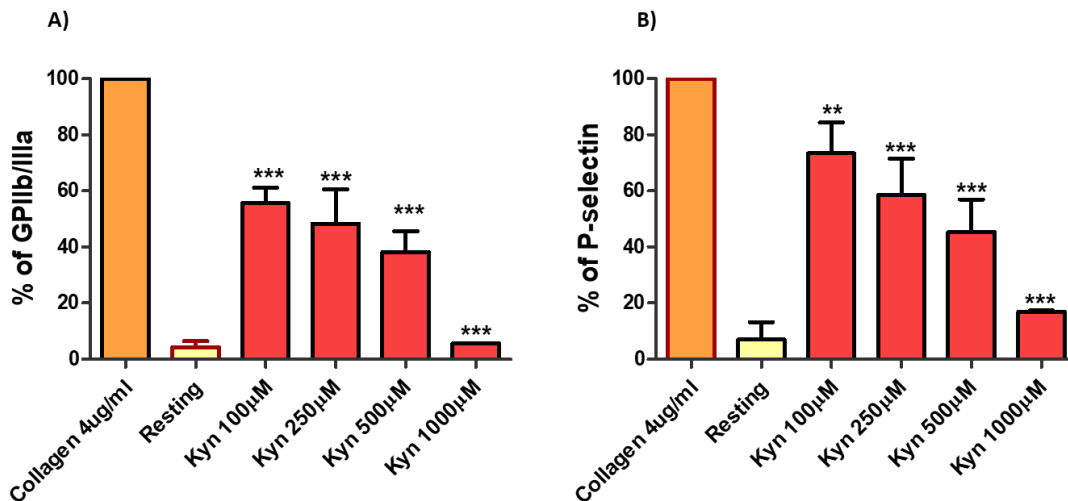 A)
% of GPIIb/IIIa
100
80
60
40
20
0
***
***
***
***
Collagen 4ug/ml
Resting
Kyn 100µM
Kyn 250µM
Kyn 500µM
Kyn 1000µM
B)
% of P-selectin
100
80
60
40
20
0
**
***
***
***
Collagen 4ug/ml
Resting
Kyn 100µM
Kyn 250µM
Kyn 500µM
Kyn 1000µM